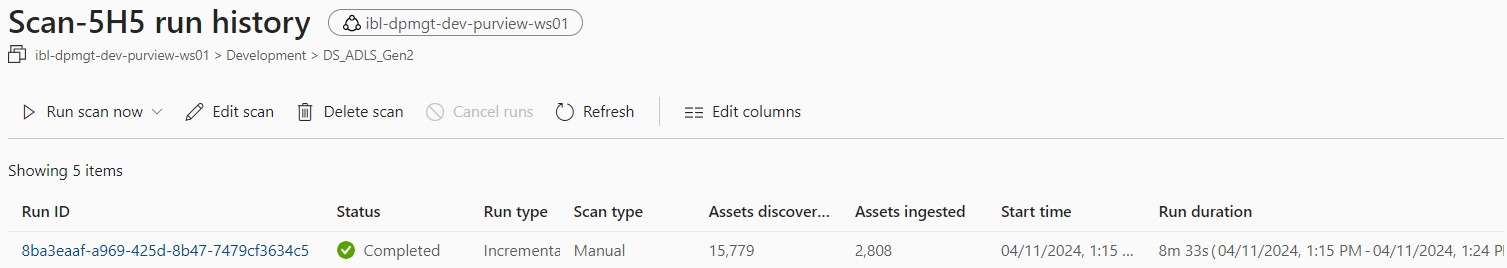 Scan-5H5 run history ibl-dpmgt-dev-purview-ws01
ibl-dpmgt-dev-purview-ws01 > Development > DS_ADLS_Gen2
Run scan now Edit scan Delete scan Cancel runs Refresh Edit columns
Showing 5 items
Run ID Status Run type Scan type Assets discover... Assets ingested Start time Run duration
8ba3eaaf-a969-425d-8b47-7479cf3634c5 Completed Incrementa Manual 15,779 2,808 04/11/2024, 1:15 ... 8m 33s (04/11/2024, 1:15 PM - 04/11/2024, 1:24 P